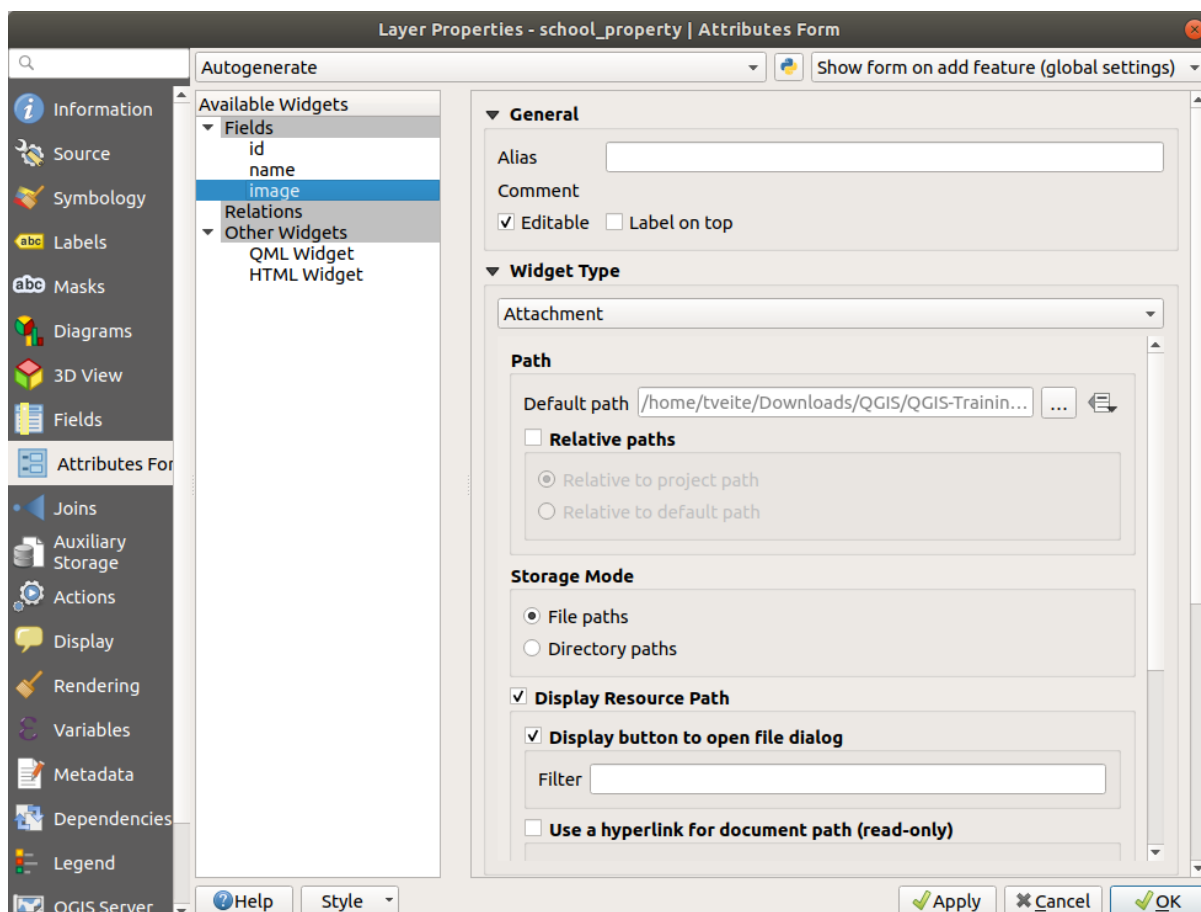 Layer Properties - school_property | Attributes Form
Autogenerate
Show form on add feature (global settings)
Information
Source
Symbology
abc Labels
abc Masks
Diagrams
3D View
Fields
Attributes For
Joins
Auxiliary
Storage
Actions
Display
Rendering
Variables
Metadata
Dependencies
Legend
QGIS Server
Available Widgets
Fields
id
name
image
Relations
Other Widgets
QML Widget
HTML Widget
General
Alias
Comment
Editable Label on top
Widget Type
Attachment
Path
Default path /home/tveite/Downloads/QGIS/QGIS-Trainin... ...
Relative paths
Relative to project path
Relative to default path
Storage Mode
File paths
Directory paths
Display Resource Path
Display button to open file dialog
Filter
Use a hyperlink for document path (read-only)
Help Style Apply Cancel OK